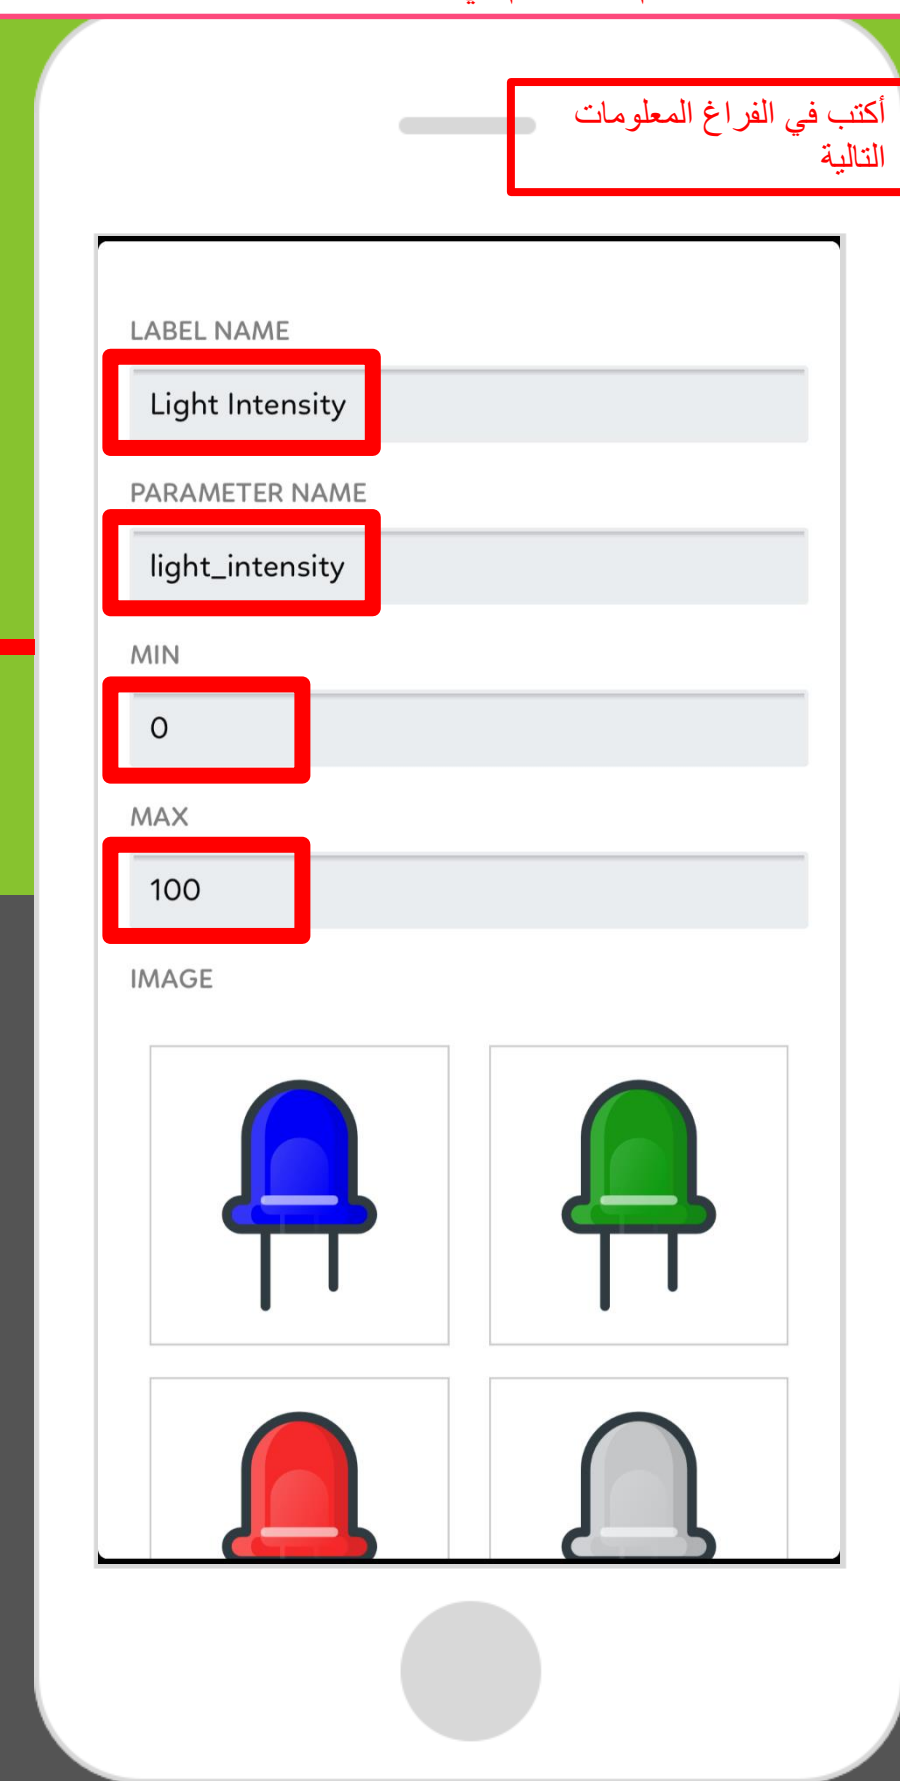 أكتب في الفراغ المعلومات
التالية
LABEL NAME
Light Intensity
PARAMETER NAME
light_intensity
MIN
0
MAX
100
IMAGE